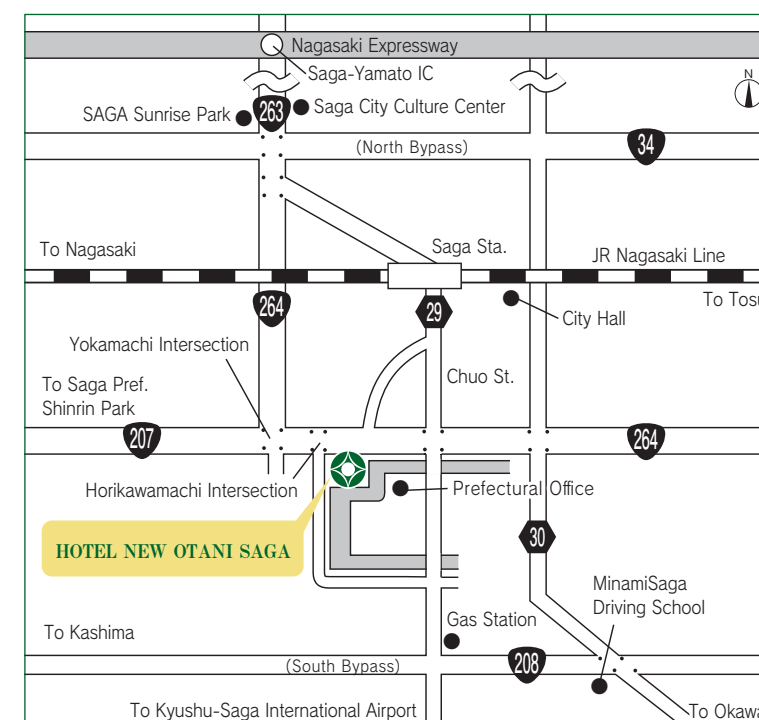 Nagasaki Expressway
Saga-Yamato IC
N
SAGA Sunrise Park
263
Saga City Culture Center
(North Bypass)
34
To Nagasaki
Saga Sta.
JR Nagasaki Line
264
29
City Hall
To Tosu
Yokamachi Intersection
Chuo St.
To Saga Pref.
Shinrin Park
207
264
Horikawamachi Intersection
Prefectural Office
HOTEL NEW OTANI SAGA
30
MinamiSaga
Driving School
Gas Station
To Kashima
(South Bypass)
208
To Kyushu-Saga International Airport
To Okawa